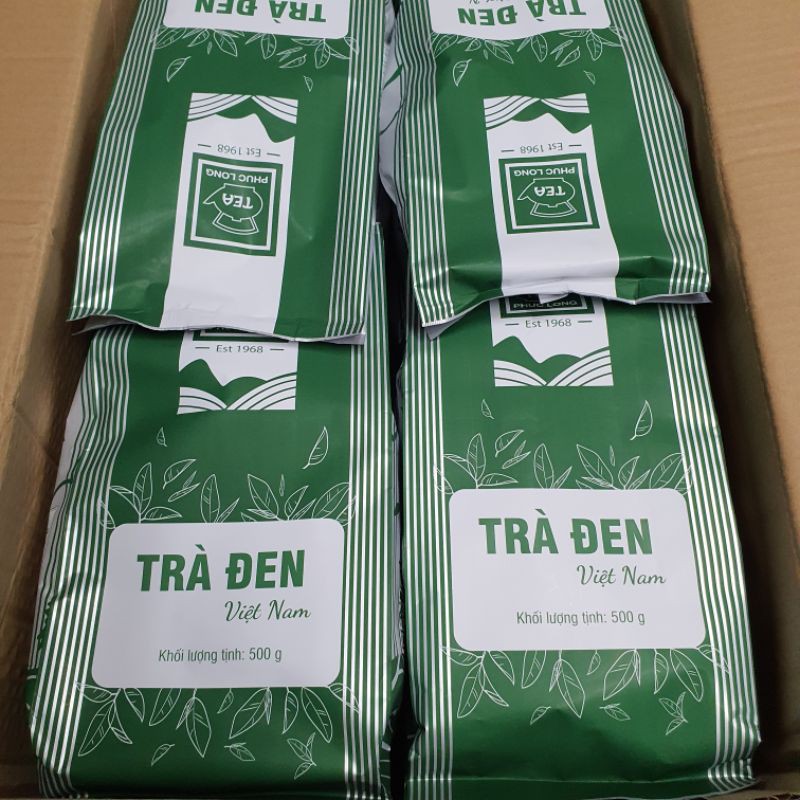 TRÀ ĐEN
Est 1968
PHUC LONG
TEA
TRÀ ĐEN
Est 1968
PHUC LONG
TEA
Est 1968
TRÀ ĐEN
Việt Nam
Khối lượng tịnh: 500 g
PHUC LONG
Est 1968
TRÀ ĐEN
Việt Nam
Khối lượng tịnh: 500 g